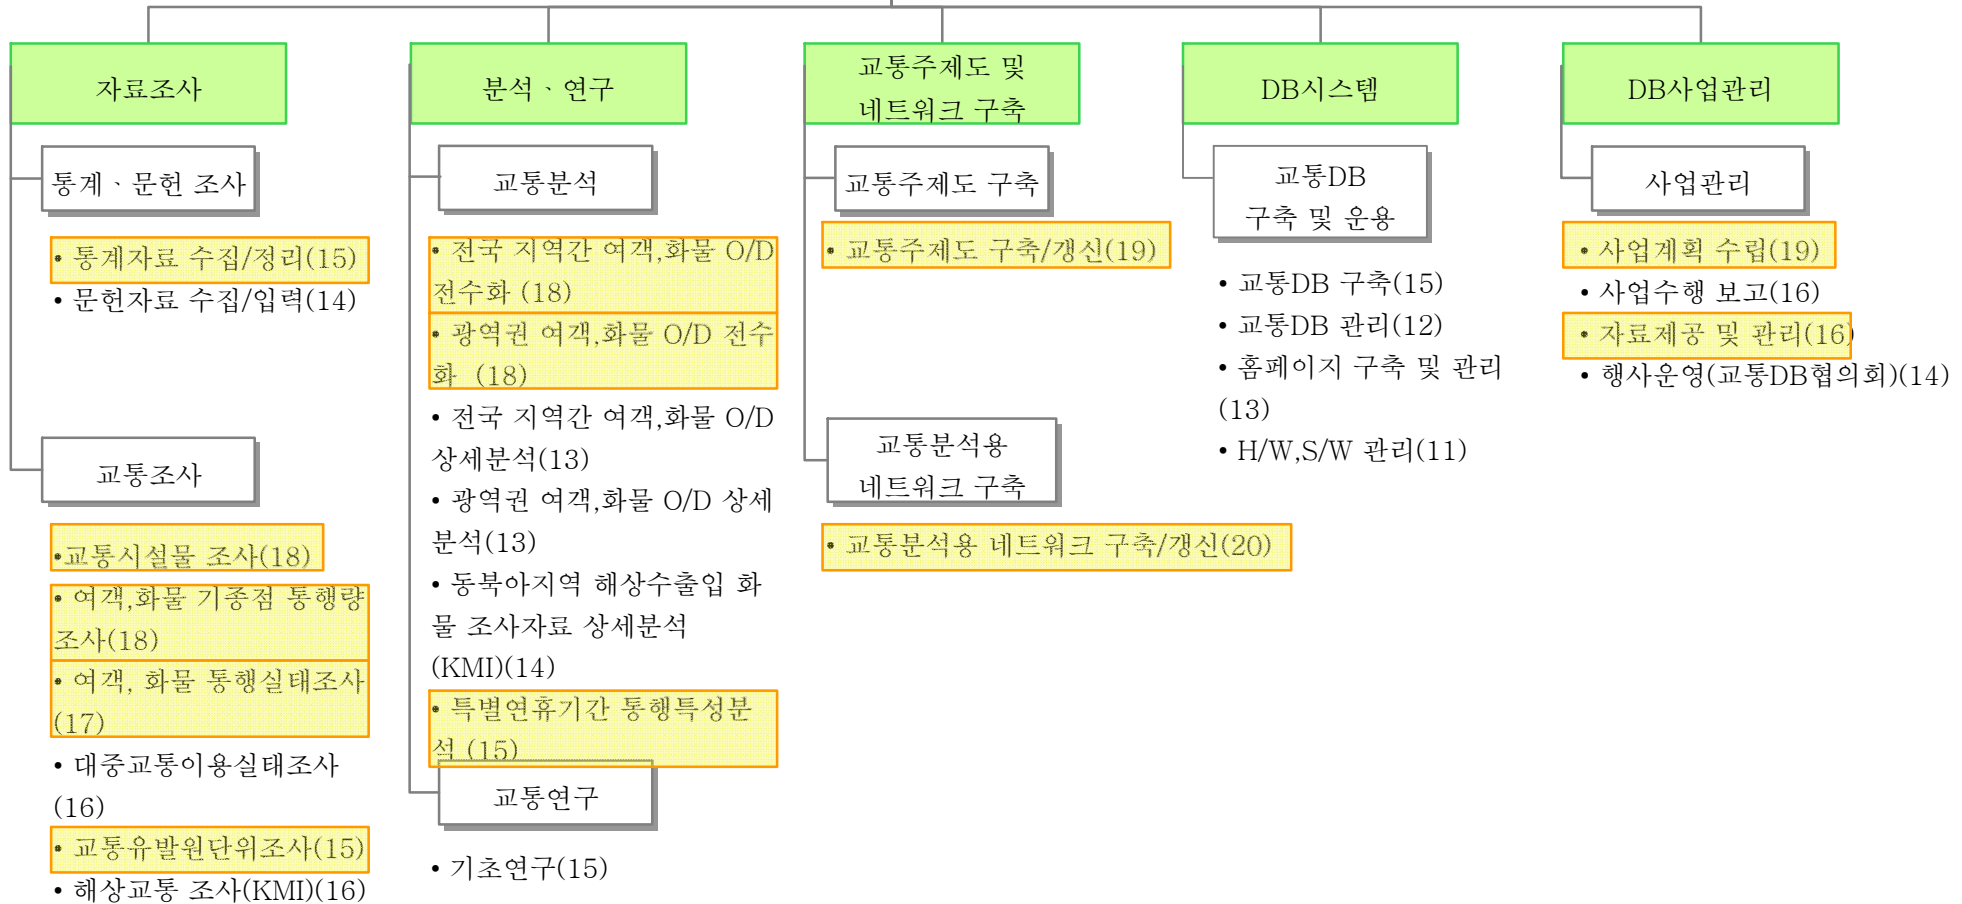 자료조사
통계ㆍ문헌 조사
• 통계자료 수집/정리(15)
• 문헌자료 수집/입력(14)
교통조사
•교통시설물 조사(18)
• 여객,화물 기종점 통행량
조사(18)
• 여객, 화물 통행실태조사
(17)
• 대중교통이용실태조사
(16)
• 교통유발원단위조사(15)
• 해상교통 조사(KMI)(16)
분석ㆍ연구
교통분석
• 전국 지역간 여객,화물 O/D
전수화 (18)
• 광역권 여객,화물 O/D 전수
화 (18)
• 전국 지역간 여객,화물 O/D
상세분석(13)
• 광역권 여객,화물 O/D 상세
분석(13)
• 동북아지역 해상수출입 화
물 조사자료 상세분석
(KMI)(14)
• 특별연휴기간 통행특성분
석 (15)
교통연구
• 기초연구(15)
교통주제도 및
네트워크 구축
교통주제도 구축
• 교통주제도 구축/갱신(19)
교통분석용
네트워크 구축
• 교통분석용 네트워크 구축/갱신(20)
DB시스템
교통DB
구축 및 운용
• 교통DB 구축(15)
• 교통DB 관리(12)
• 홈페이지 구축 및 관리
(13)
• H/W,S/W 관리(11)
DB사업관리
사업관리
• 사업계획 수립(19)
• 사업수행 보고(16)
• 자료제공 및 관리(16)
• 행사운영(교통DB협의회)(14)